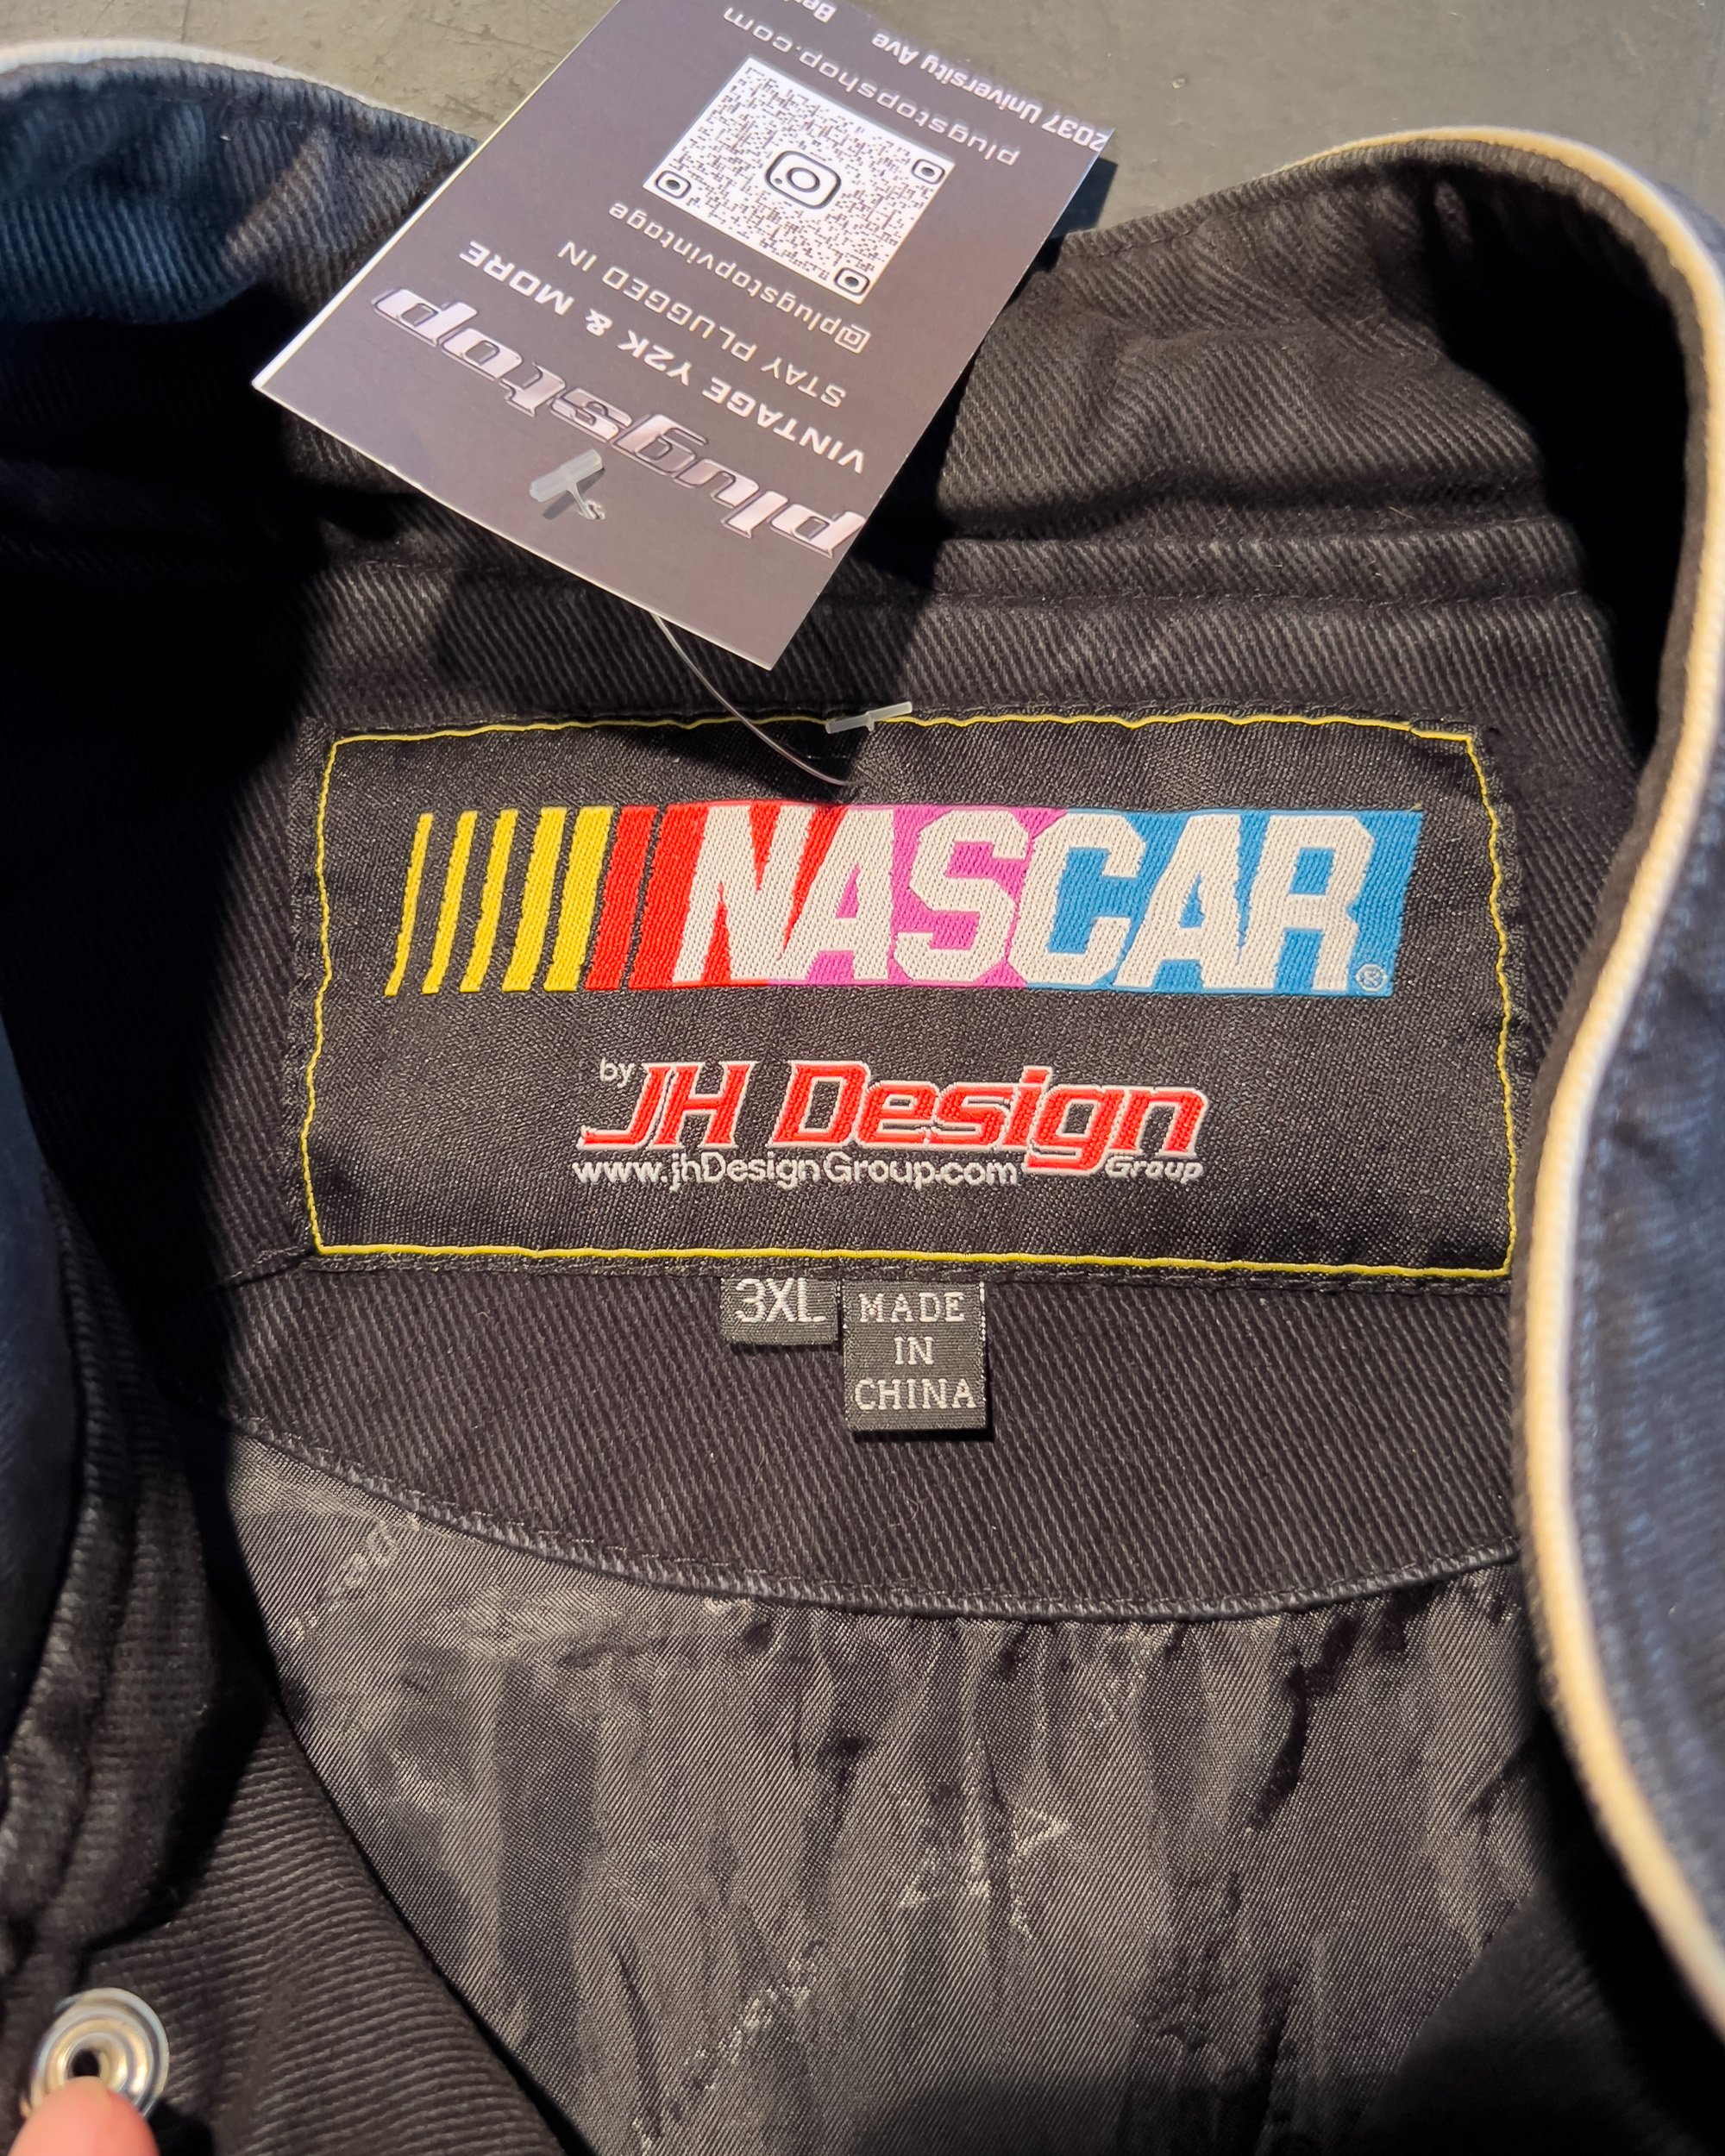 plugstop
VINTAGE Y2K & MORE
STAY PLUGGED IN
@plugstopvintage
plugstopshop.com
2037 University Ave
NASCAR®
by JH Design
Group
www.jhDesignGroup.com
3XL
MADE
IN
CHINA